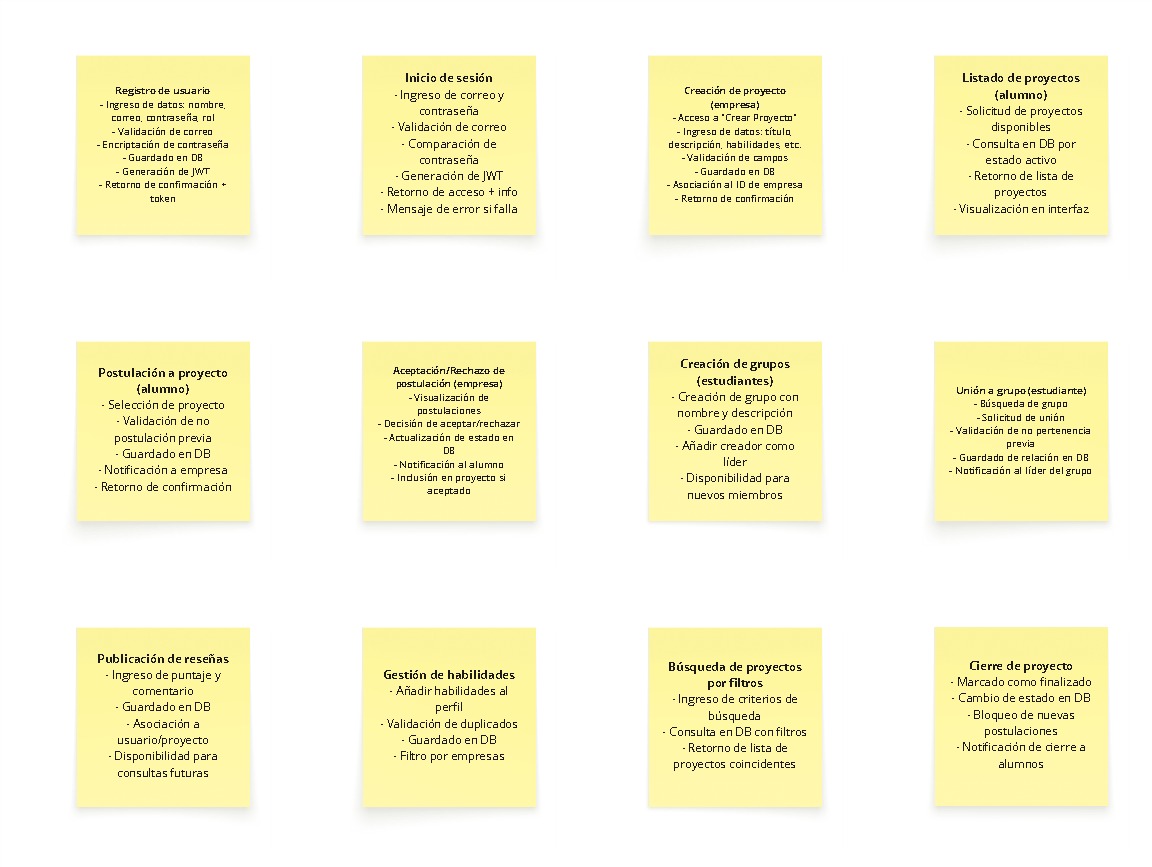 Registro de usuario
- Ingreso de datos: nombre,
correo, contraseña, rol
- Validación de correo
- Encriptación de contraseña
- Guardado en DB
- Generación de JWT
- Retorno de confirmación +
token
Inicio de sesión
- Ingreso de correo y
contraseña
- Validación de correo
- Comparación de
contraseña
- Generación de JWT
- Retorno de acceso + info
- Mensaje de error si falla
Creación de proyecto
(empresa)
- Acceso a "Crear Proyecto"
- Ingreso de datos: título,
descripción, habilidades, etc.
- Validación de campos
- Guardado en DB
- Asociación al ID de empresa
- Retorno de confirmación
Listado de proyectos
(alumno)
- Solicitud de proyectos
disponibles
- Consulta en DB por
estado activo
- Retorno de lista de
proyectos
- Visualización en interfaz
Postulación a proyecto
(alumno)
- Selección de proyecto
- Validación de no
postulación previa
- Guardado en DB
- Notificación a empresa
- Retorno de confirmación
Aceptación/Rechazo de
postulación (empresa)
- Visualización de
postulaciones
- Decisión de aceptar/rechazar
- Actualización de estado en
DB
- Notificación al alumno
- Inclusión en proyecto si
aceptado
Creación de grupos
(estudiantes)
- Creación de grupo con
nombre y descripción
- Guardado en DB
- Añadir creador como
líder
- Disponibilidad para
nuevos miembros
Unión a grupo (estudiante)
- Búsqueda de grupo
- Solicitud de unión
- Validación de no pertenencia
previa
- Guardado de relación en DB
- Notificación al líder del grupo
Publicación de reseñas
- Ingreso de puntaje y
comentario
- Guardado en DB
- Asociación a
usuario/proyecto
- Disponibilidad para
consultas futuras
Gestión de habilidades
- Añadir habilidades al
perfil
- Validación de duplicados
- Guardado en DB
- Filtro por empresas
Búsqueda de proyectos
por filtros
- Ingreso de criterios de
búsqueda
- Consulta en DB con filtros
- Retorno de lista de
proyectos coincidentes
Cierre de proyecto
- Marcado como finalizado
- Cambio de estado en DB
- Bloqueo de nuevas
postulaciones
- Notificación de cierre a
alumnos